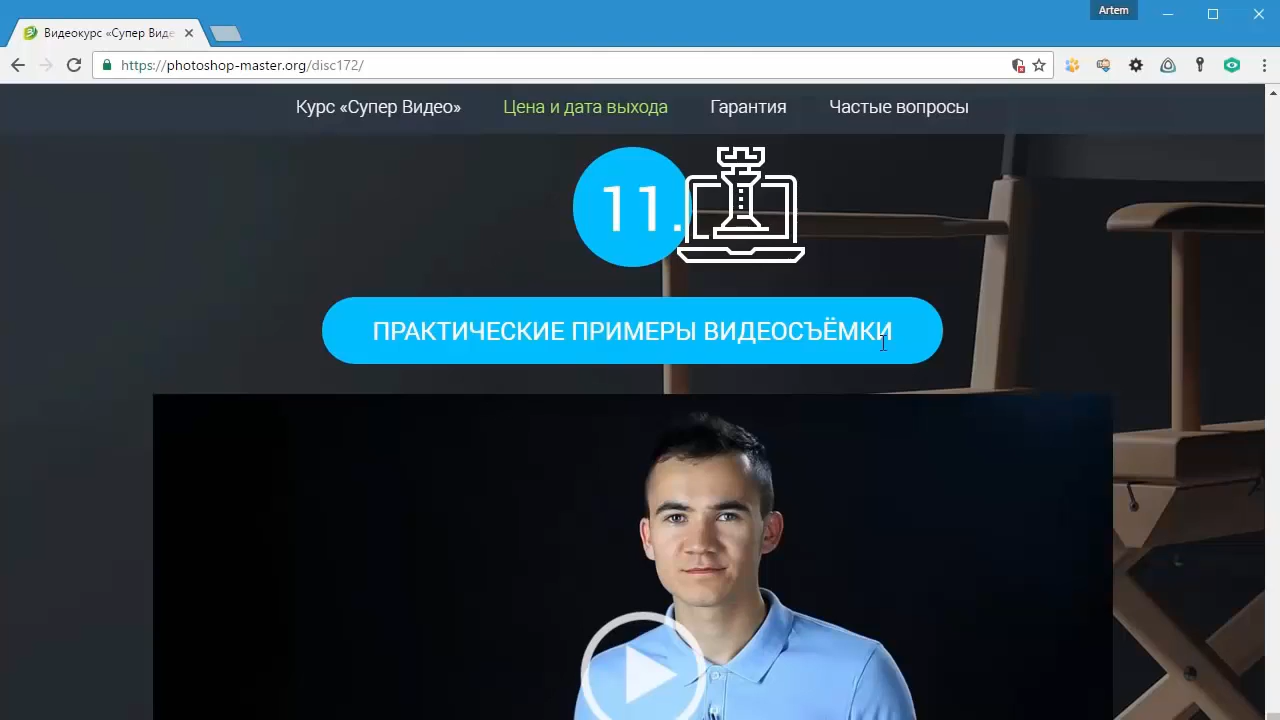 Artem
Видеокурс «Супер Виде
https://photoshop-master.org/disc172/
Курс «Супер Видео» Цена и дата выхода Гарантия Частые вопросы
11.
ПРАКТИЧЕСКИЕ ПРИМЕРЫ ВИДЕОСЪЁМКИ